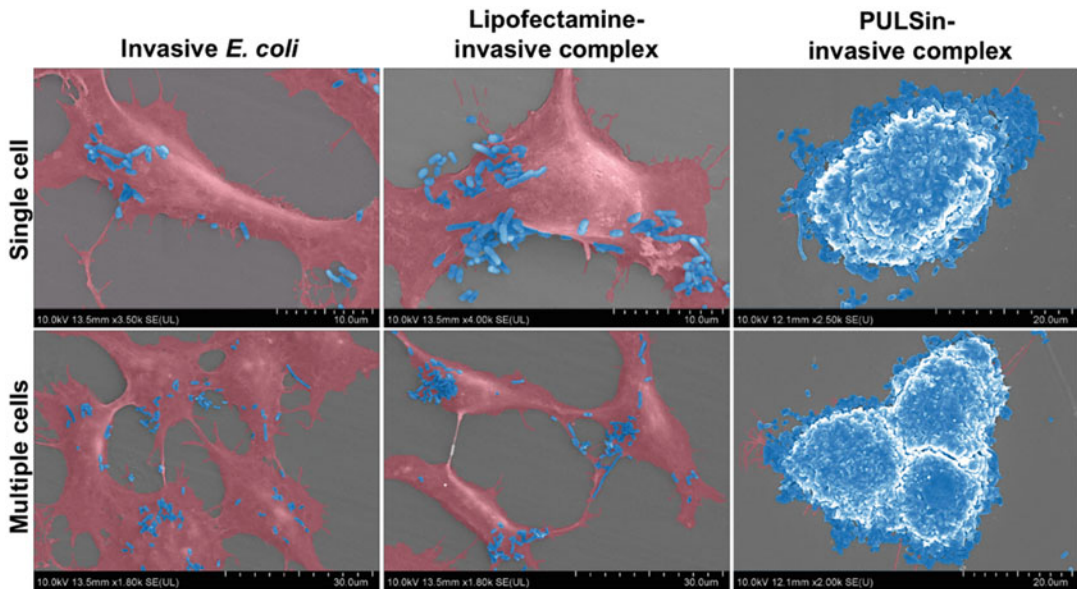 Invasive E. coli
Lipofectamine-
invasive complex
PULSin-
invasive complex
Single cell
10.0kV 13.5mm x3.50k SE(UL) 10.0um
10.0kV 13.5mm x4.00k SE(UL) 10.0um
10.0kV 12.1mm x2.50k SE(U) 20.0um
Multiple cells
10.0kV 13.5mm x1.80k SE(UL) 30.0um
10.0kV 13.5mm x1.80k SE(UL) 30.0um
10.0kV 12.1mm x2.00k SE(U) 20.0um